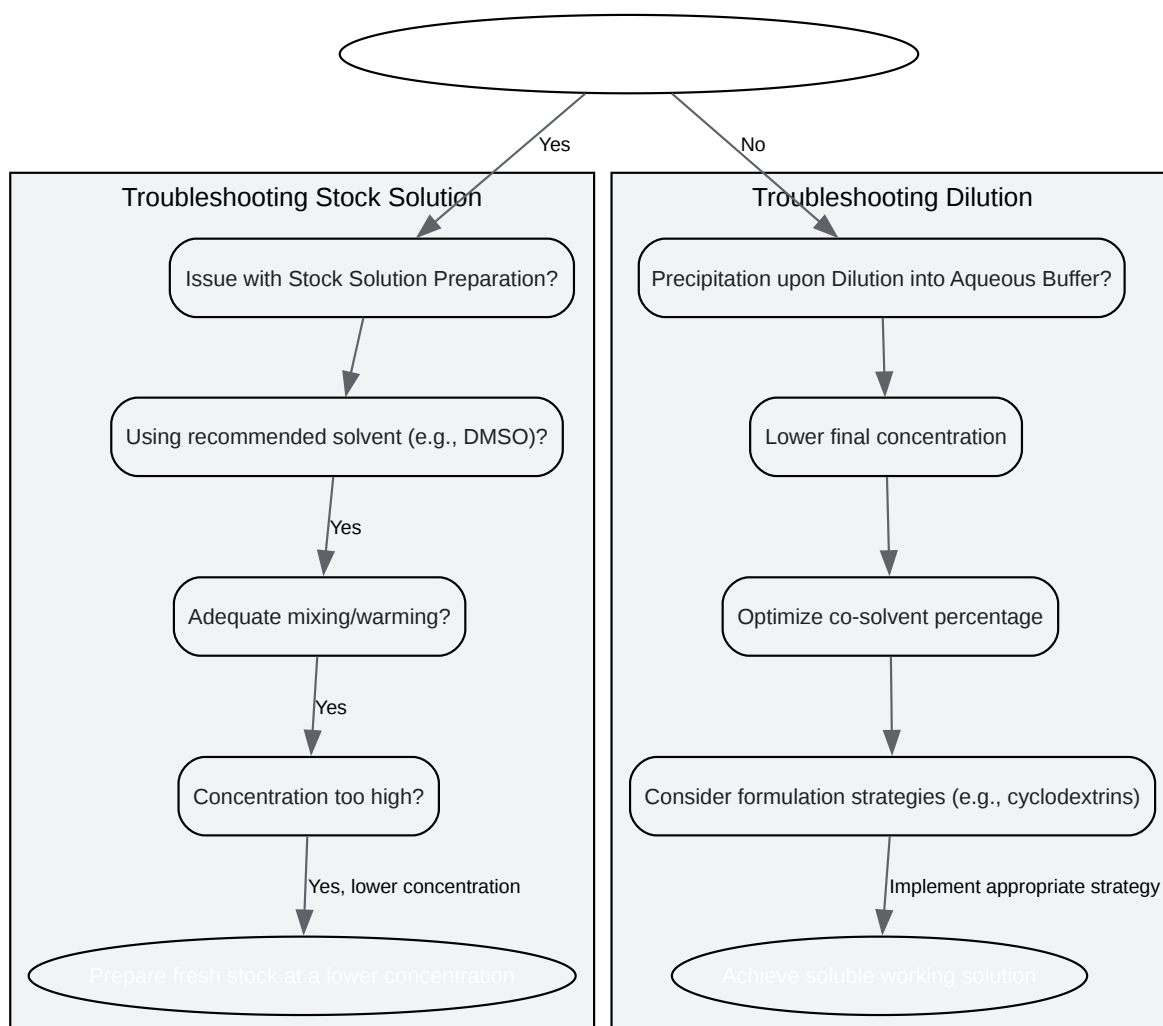 Yes
No
Troubleshooting Stock Solution
Troubleshooting Dilution
Issue with Stock Solution Preparation?
Precipitation upon Dilution into Aqueous Buffer?
Using recommended solvent (e.g., DMSO)?
Lower final concentration
Yes
Adequate mixing/warming?
Optimize co-solvent percentage
Yes
Concentration too high?
Consider formulation strategies (e.g., cyclodextrins)
Yes, lower concentration
Implement appropriate strategy
Prepare fresh stock at a lower concentration
Achieve soluble working solution